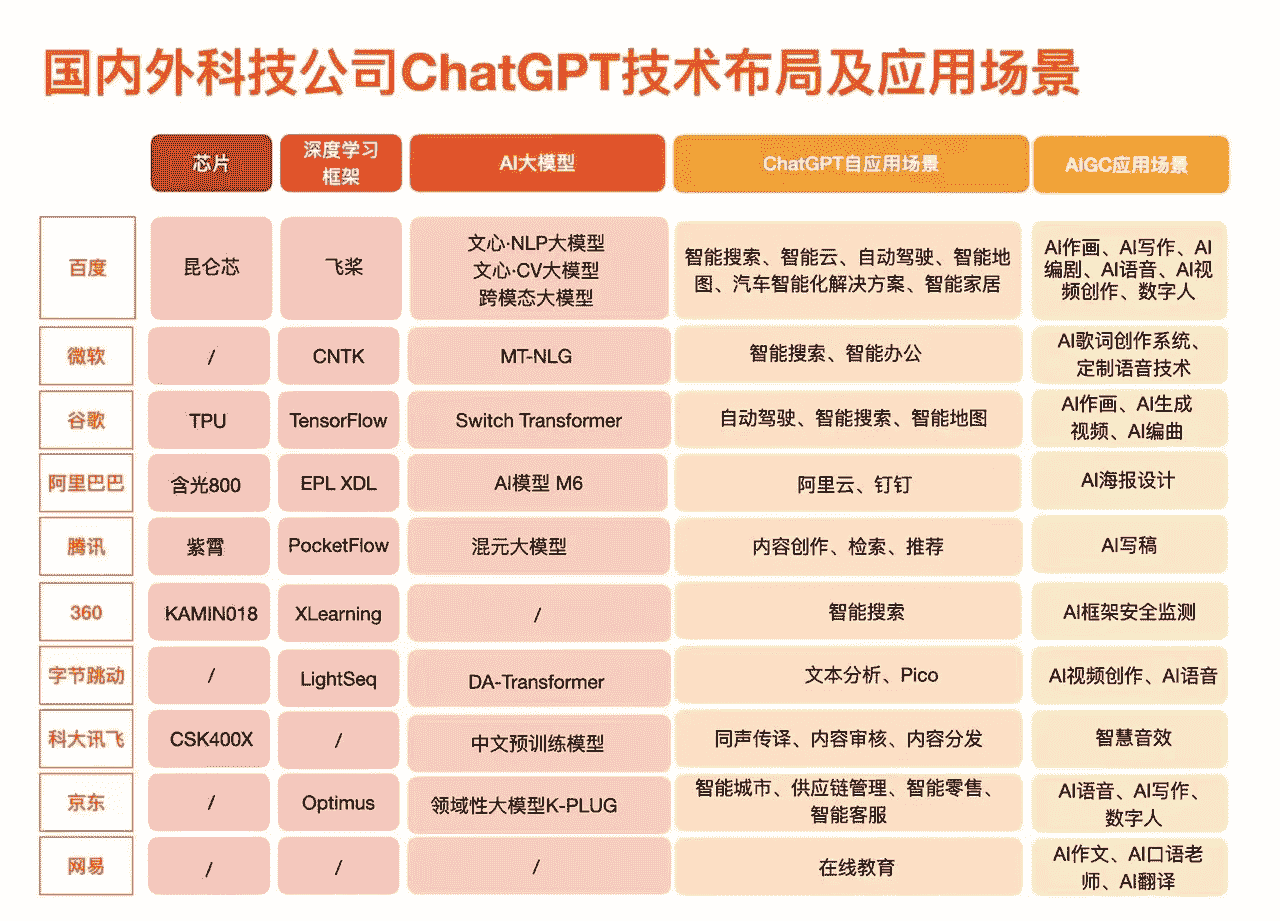 国内外科技公司ChatGPT技术布局及应用场景
芯片
深度学习
框架
AI大模型
ChatGPT自应用场景
AIGC应用场景
百度
昆仑芯
飞桨
文心·NLP大模型
文心·CV大模型
跨模态大模型
智能搜索、智能云、自动驾驶、智能地
图、汽车智能化解决方案、智能家居
AI作画、AI写作、AI
编剧、AI语音、AI视
频创作、数字人
微软
/
CNTK
MT-NLG
智能搜索、智能办公
AI歌词创作系统、
定制语音技术
谷歌
TPU
TensorFlow
Switch Transformer
自动驾驶、智能搜索、智能地图
AI作画、AI生成
视频、AI编曲
阿里巴巴
含光800
EPL XDL
AI模型 M6
阿里云、钉钉
AI海报设计
腾讯
紫霄
PocketFlow
混元大模型
内容创作、检索、推荐
AI写稿
360
KAMIN018
XLearning
/
智能搜索
AI框架安全监测
字节跳动
/
LightSeq
DA-Transformer
文本分析、Pico
AI视频创作、AI语音
科大讯飞
CSK400X
/
中文预训练模型
同声传译、内容审核、内容分发
智慧音效
京东
/
Optimus
领域性大模型K-PLUG
智能城市、供应链管理、智能零售、
智能客服
AI语音、AI写作、
数字人
网易
/
/
/
在线教育
AI作文、AI口语老
师、AI翻译